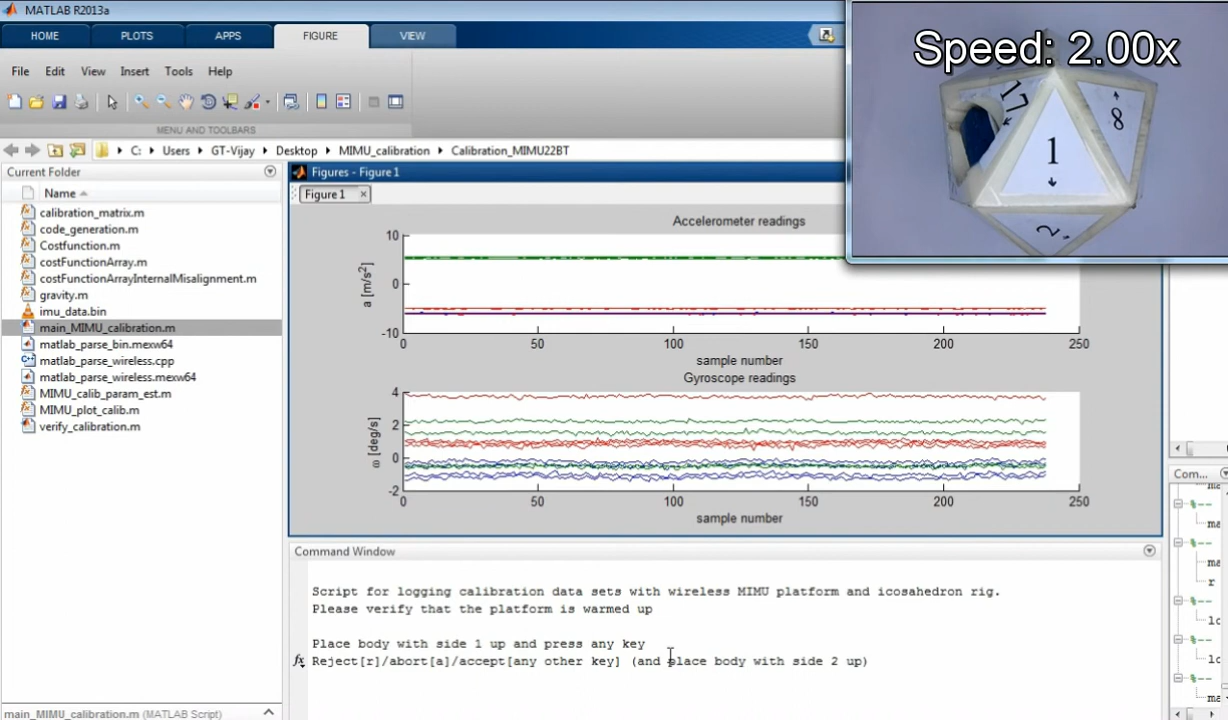 MATLAB R2013a
HOME
PLOTS
APPS
FIGURE
VIEW
File Edit View Insert Tools Help
MENU AND TOOLBARS
C: Users GT-Vijay Desktop MIMU_calibration Calibration_MIMU22BT
Current Folder
Name
calibration_matrix.m
code_generation.m
Costfunction.m
costFunctionArray.m
costFunctionArrayInternalMisalignment.m
gravity.m
imu_data.bin
main_MIMU_calibration.m
matlab_parse_bin.mexw64
matlab_parse_wireless.cpp
matlab_parse_wireless.mexw64
MIMU_calib_param_est.m
MIMU_plot_calib.m
verify_calibration.m
main_MIMU_calibration.m (MATLAB Script)
Figures - Figure 1
Figure 1
Accelerometer readings
a [m/s²]
10
0
-10
0 50 100 150 200 250
sample number
Gyroscope readings
ω [deg/s]
4
2
0
-2
0 50 100 150 200 250
sample number
Command Window
Script for logging calibration data sets with wireless MIMU platform and icosahedron rig.
Please verify that the platform is warmed up
Place body with side 1 up and press any key
fx Reject[r]/abort[a]/accept[any other key] (and place body with side 2 up)
Speed: 2.00x
17
8
1
2
Com...
%--
%--
r
%--
%--
%--